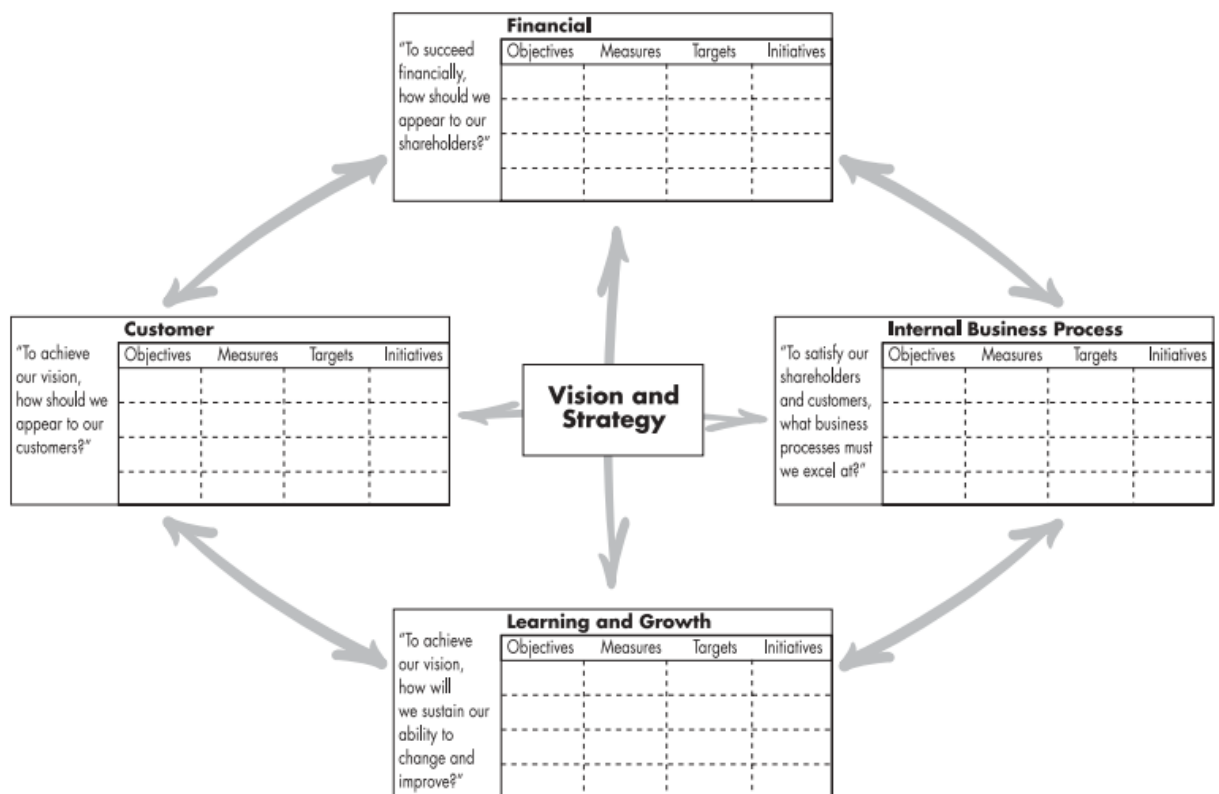 Financial
"To succeed
financially,
how should we
appear to our
shareholders?"
Objectives Measures Targets Initiatives
Customer
"To achieve
our vision,
how should we
appear to our
customers?"
Objectives Measures Targets Initiatives
Vision and
Strategy
Internal Business Process
"To satisfy our
shareholders
and customers,
what business
processes must
we excel at?"
Objectives Measures Targets Initiatives
Learning and Growth
"To achieve
our vision,
how will
we sustain our
ability to
change and
improve?"
Objectives Measures Targets Initiatives